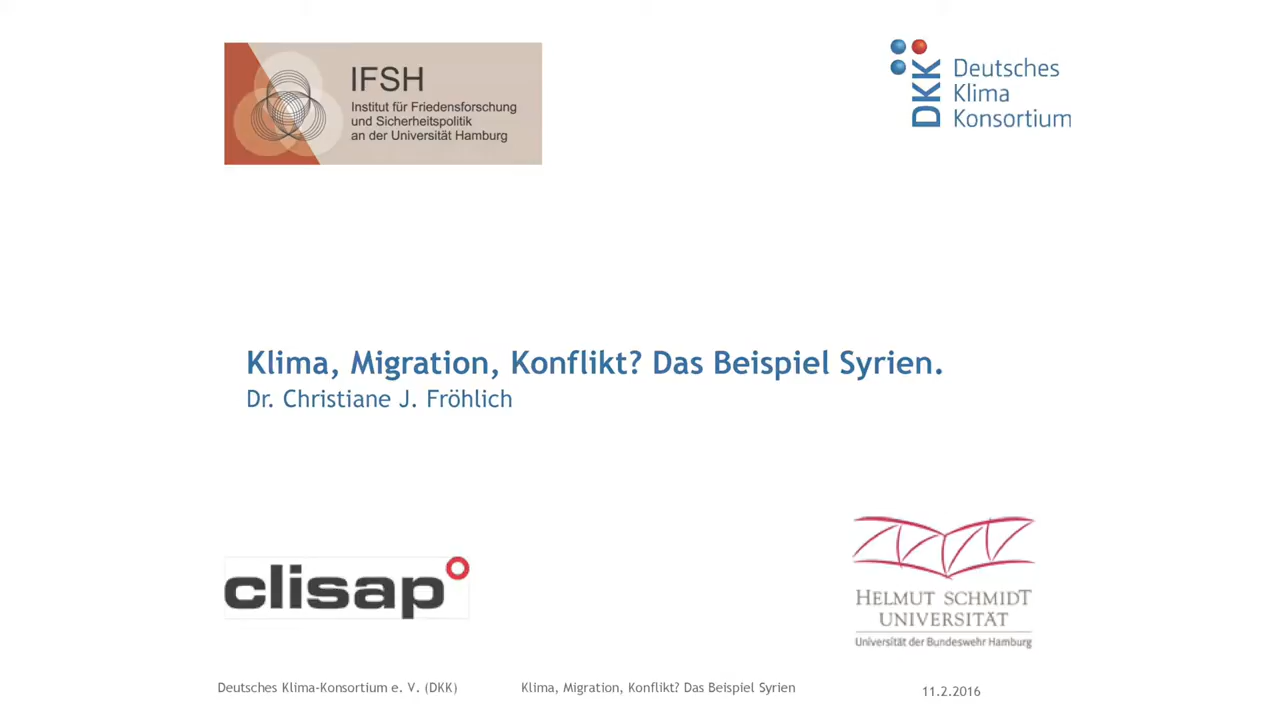 IFSH
Institut für Friedensforschung
und Sicherheitspolitik
an der Universität Hamburg
DKK
Deutsches
Klima
Konsortium
Klima, Migration, Konflikt? Das Beispiel Syrien.
Dr. Christiane J. Fröhlich
clisap
HELMUT SCHMIDT
UNIVERSITÄT
Universität der Bundeswehr Hamburg
Deutsches Klima-Konsortium e. V. (DKK)
Klima, Migration, Konflikt? Das Beispiel Syrien
11.2.2016